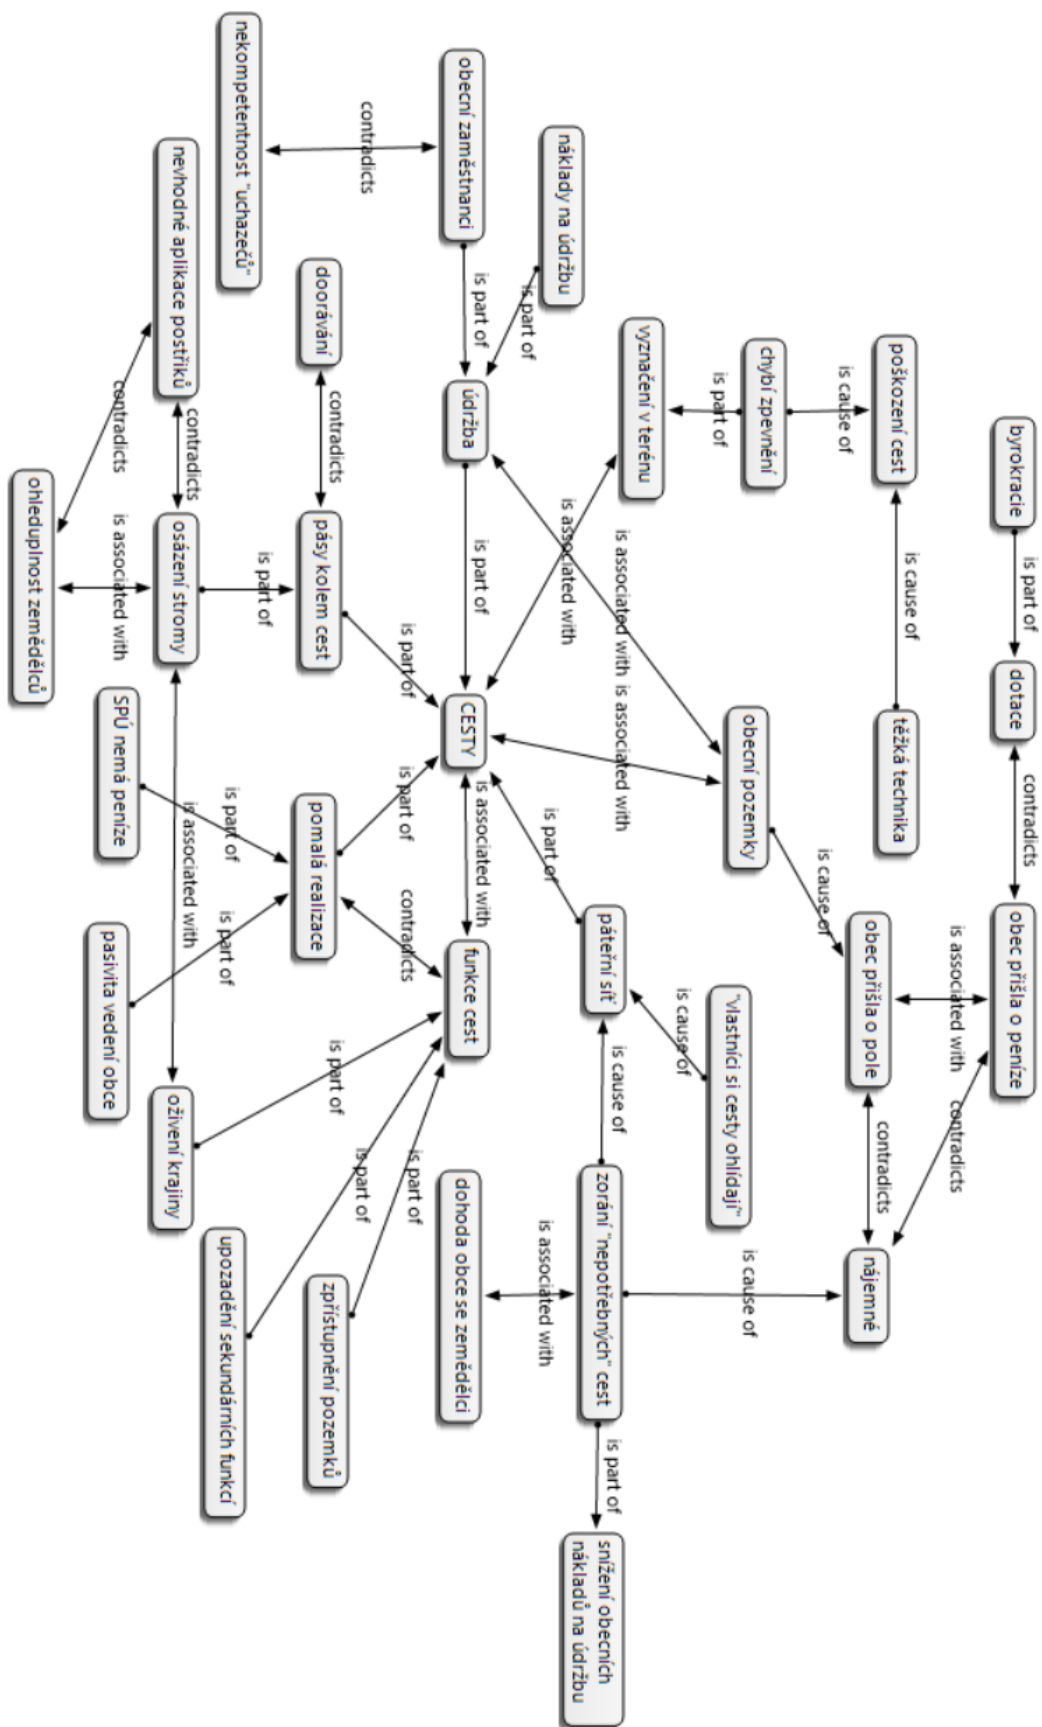 byrokracie
is part of
dotace
contradicts
obec přišla o peníze
is associated with
contradicts
poškození cest
is cause of
těžká technika
is cause of
is cause of
obec přišla o pole
contradicts
nájemné
chybí zpevnění
is part of
obecní pozemky
"vlastníci si cesty ohlídají"
is cause of
is cause of
vyznačení v terénu
is associated with
is associated with
is cause of
zorání "nepotřebných" cest
is part of
snížení obecních
nákladů na údržbu
náklady na údržbu
is part of
is associated with
is part of
páteřní síť
is associated with
obecní zaměstnanci
is part of
údržba
is part of
CESTY
is associated with
funkce cest
dohoda obce se zemědělci
contradicts
is part of
is part of
contradicts
is part of
doorávání
contradicts
pásy kolem cest
pomalá realizace
is part of
is part of
zpřístupnění pozemků
nekompetentnost "uchazečů"
is part of
is part of
is part of
upozadění sekundárních funkcí
nevhodné aplikace postřiků
contradicts
osázení stromy
is associated with
oživení krajiny
contradicts
is associated with
SPÚ nemá peníze
pasivita vedení obce
ohleduplnost zemědělců